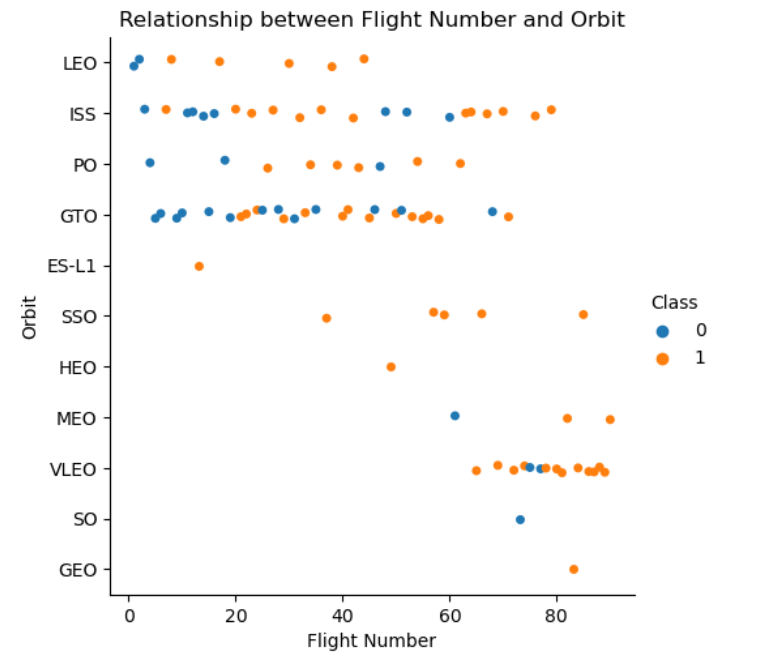 Relationship between Flight Number and Orbit
LEO
ISS
PO
GTO
ES-L1
SSO
HEO
MEO
VLEO
SO
GEO
Orbit
0 20 40 60 80
Flight Number
Class
0
1